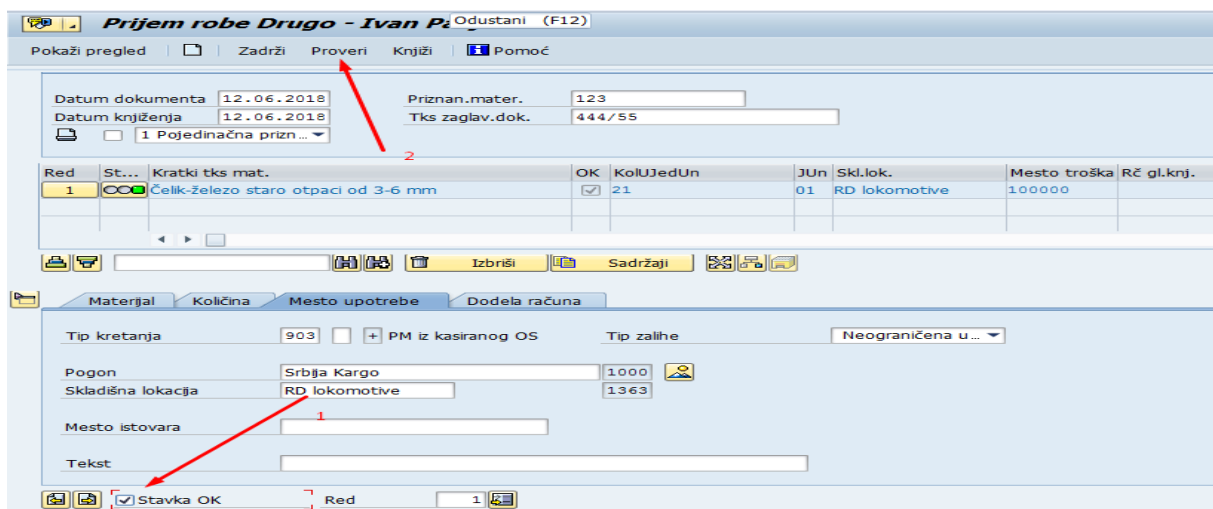 Prijem robe Drugo - Ivan Pa
Odustani (F12)
Pokaži pregled Zadrži Proveri Knjiži Pomoć
Datum dokumenta 12.06.2018 Priznan.mater. 123
Datum knjiženja 12.06.2018 Tks zaglav.dok. 444/55
1 Pojedinačna prizn...
2
Red St... Kratki tks mat. OK KolUJedUn JUn Skl.lok. Mesto troška Rč gl.knj.
1 Čelik-železo staro otpaci od 3-6 mm 21 01 RD lokomotive 100000
Izbriši Sadržaji
Materijal Količina Mesto upotrebe Dodela računa
Tip kretanja 903 + PM iz kasiranog OS Tip zalihe Neograničena u...
Pogon Srbija Kargo 1000
Skladišna lokacija RD lokomotive 1363
1
Mesto istovara
Tekst
Stavka OK Red 1